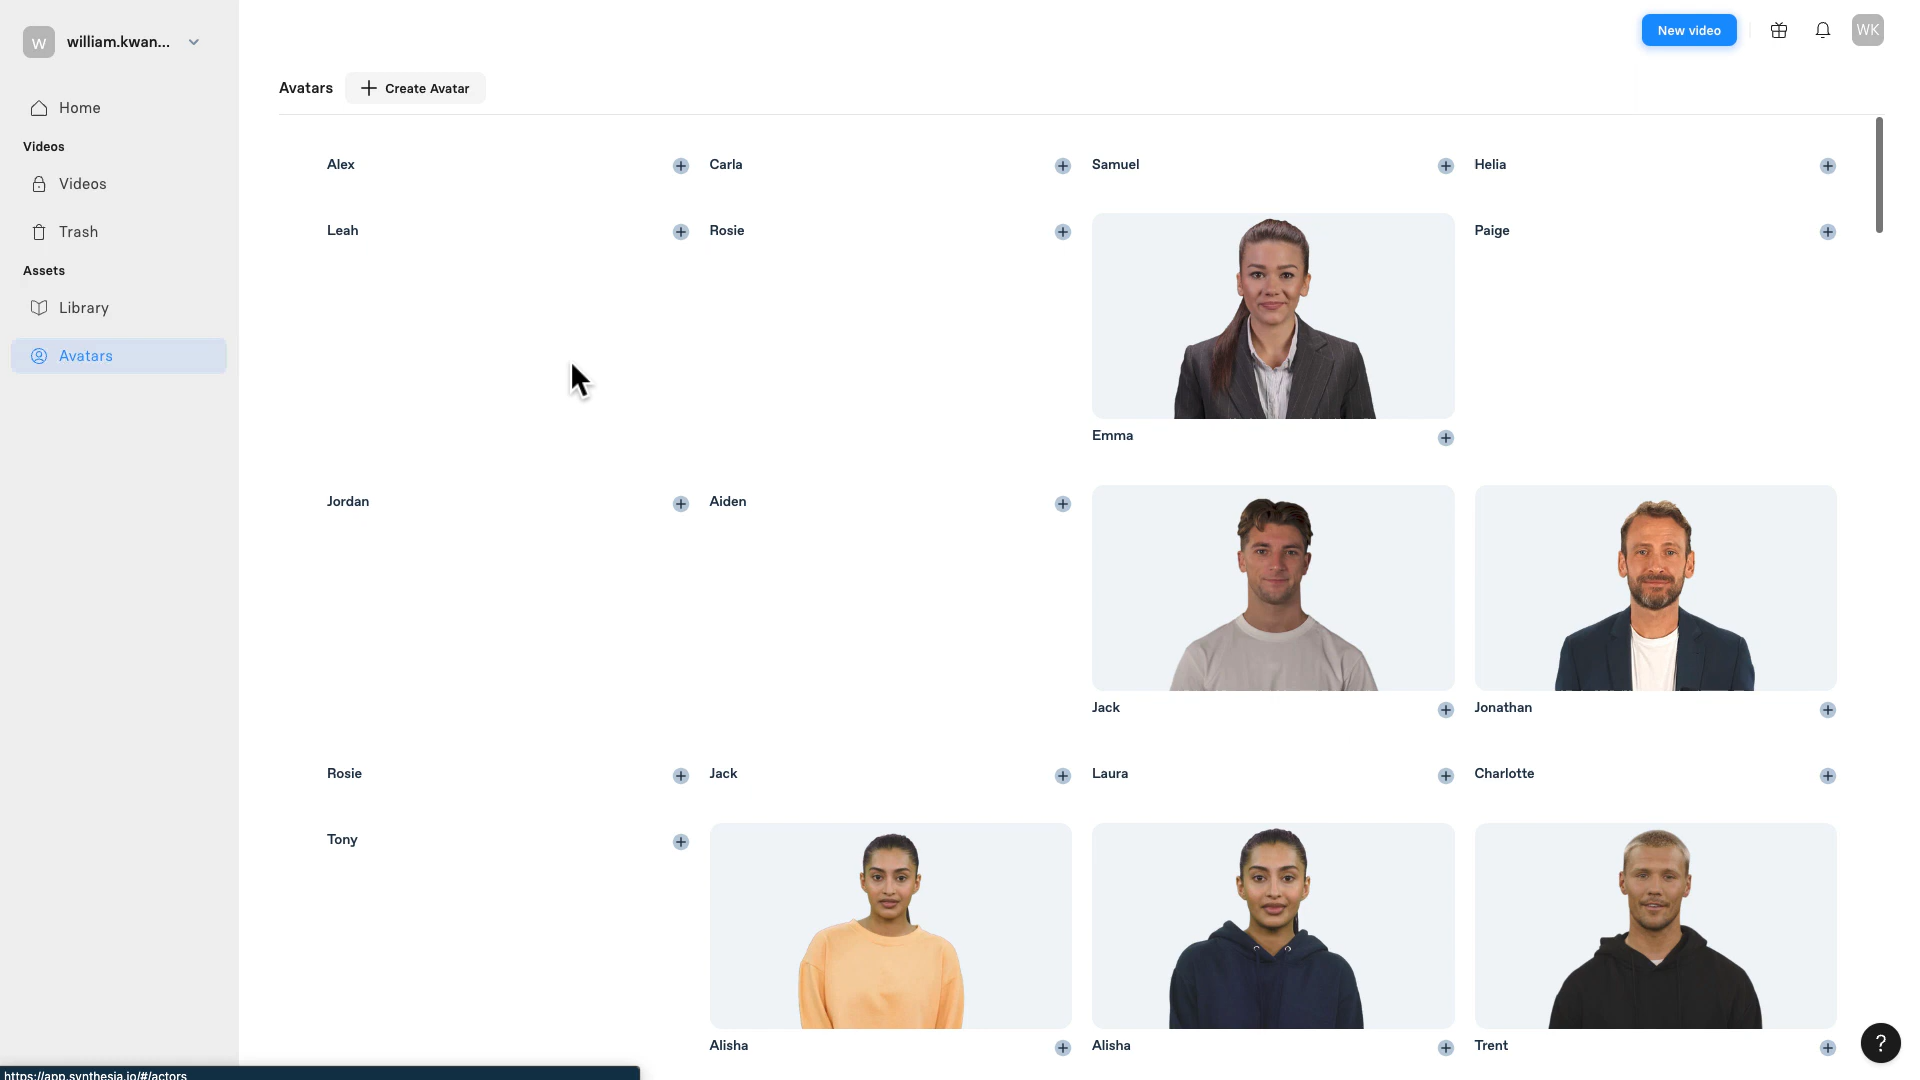 W william.kwan...
New video
WK
Home
Videos
Videos
Trash
Assets
Library
Avatars
Avatars
Create Avatar
Alex
Carla
Samuel
Helia
Leah
Rosie
Paige
Emma
Jordan
Aiden
Jack
Jonathan
Rosie
Jack
Laura
Charlotte
Tony
Alisha
Alisha
Trent
?
https://app.synthesia.io/#/actors